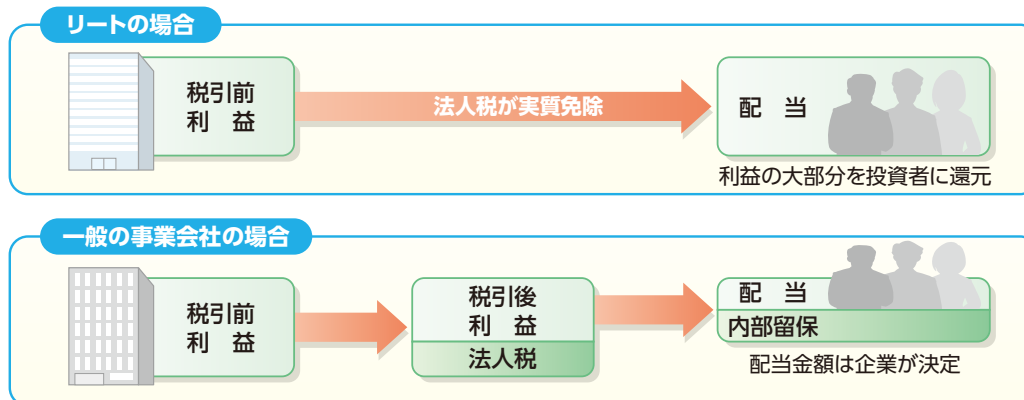 リートの場合
税引前
利　益
法人税が実質免除
配　当
利益の大部分を投資者に還元
一般の事業会社の場合
税引前
利　益
税引後
利　益
法人税
配　当
内部留保
配当金額は企業が決定